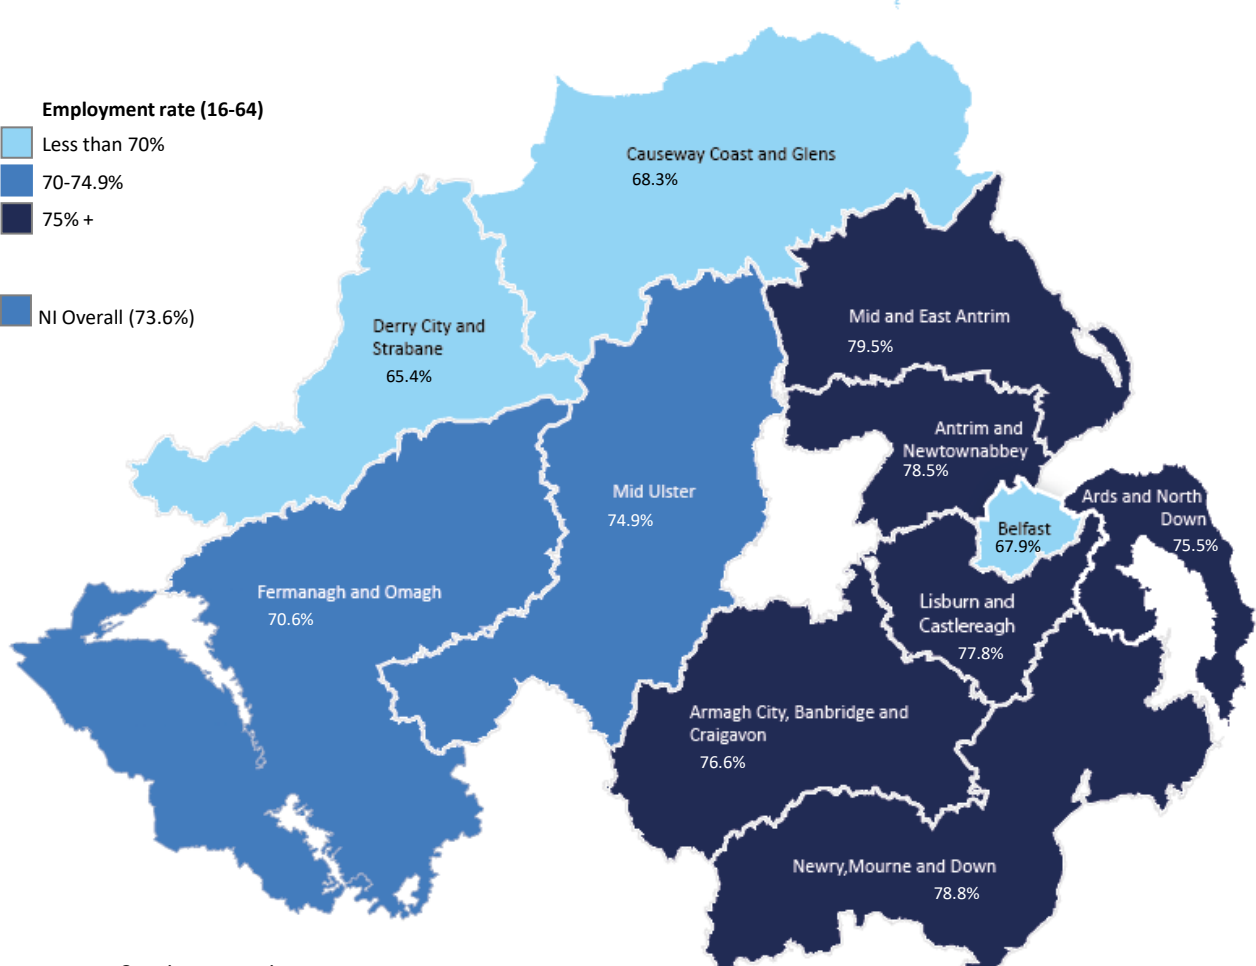 Employment rate (16-64)
Less than 70%
70-74.9%
75% +
NI Overall (73.6%)
Causeway Coast and Glens
68.3%
Derry City and
Strabane
65.4%
Mid and East Antrim
79.5%
Antrim and
Newtownabbey
78.5%
Mid Ulster
74.9%
Belfast
67.9%
Ards and North
Down
75.5%
Fermanagh and Omagh
70.6%
Lisburn and
Castlereagh
77.8%
Armagh City, Banbridge and
Craigavon
76.6%
Newry,Mourne and Down
78.8%